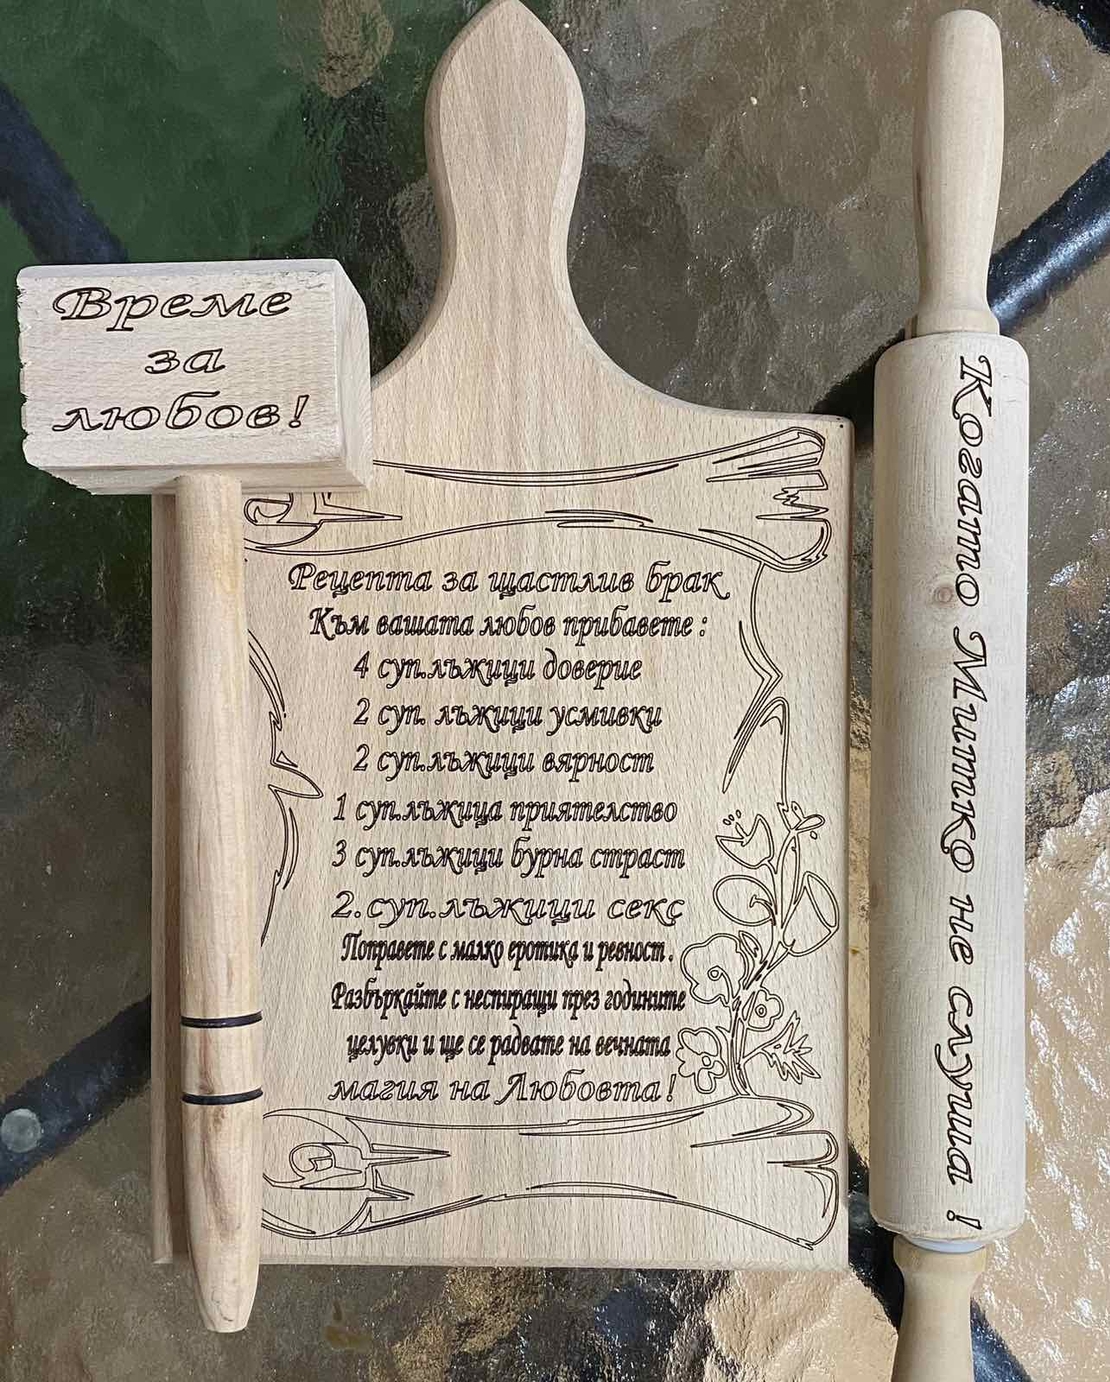 Време
за
любов!
Рецепта за щастлив брак
Към вашата любов прибавете :
4 суп.лъжици доверие
2 суп. лъжици усмивки
2 суп.лъжици вярност
1 суп.лъжица приятелство
3 суп.лъжици бурна страст
2.суп.лъжици секс
Поправете с малко еротика и ревност .
Разбъркайте с неспиращи през годините
целувки и ще се радвате на вечната
магия на Любовта!
Когато Митко не слуша !